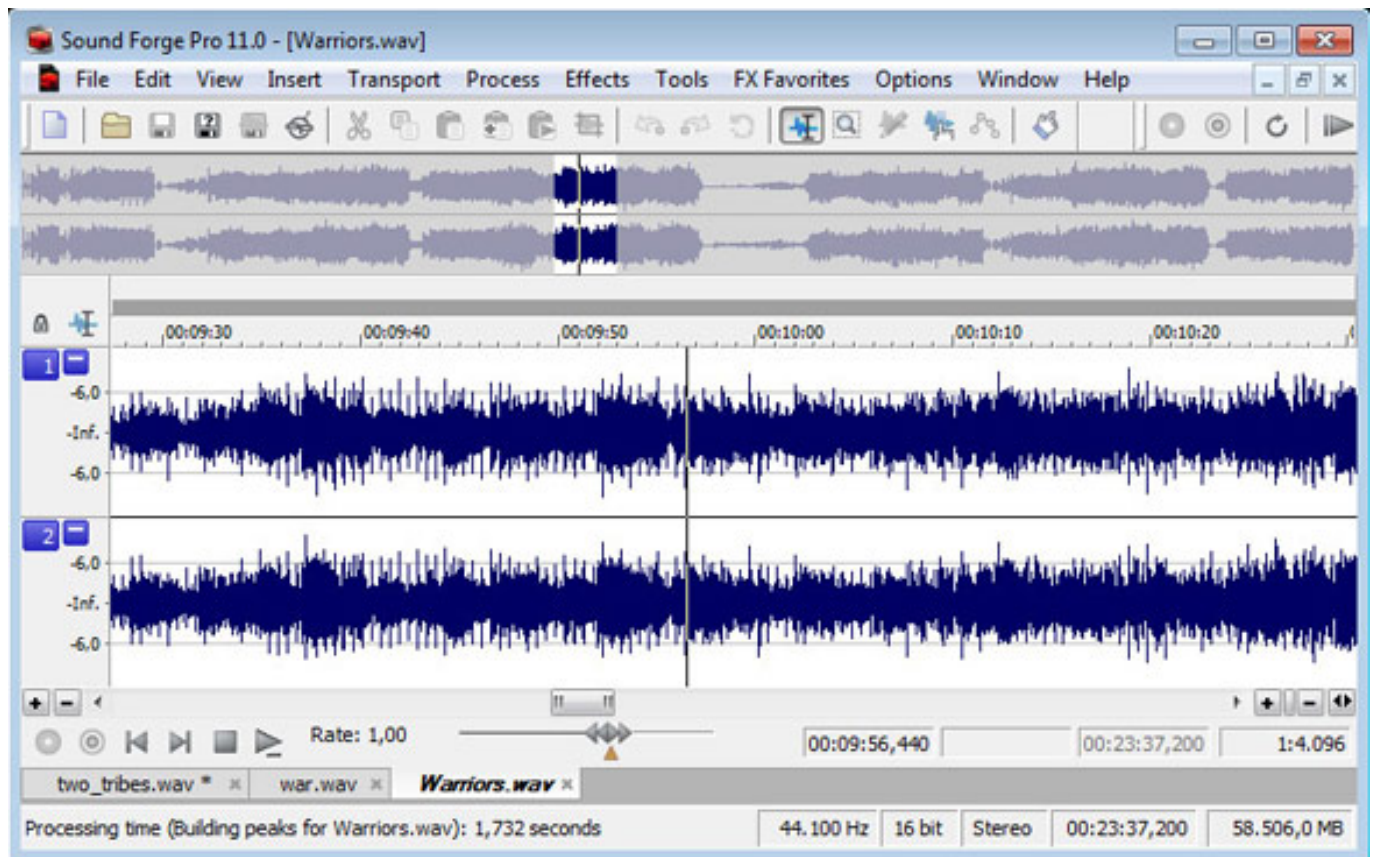 Sound Forge Pro 11.0 - [Warriors.wav]
File Edit View Insert Transport Process Effects Tools FX Favorites Options Window Help
00:09:30 00:09:40 00:09:50 00:10:00 00:10:10 00:10:20
1
-6,0
-Inf.
-6,0
2
-6,0
-Inf.
-6,0
Rate: 1,00 00:09:56,440 00:23:37,200 1:4.096
two_tribes.wav * war.wav Warriors.wav
Processing time (Building peaks for Warriors.wav): 1,732 seconds 44.100 Hz 16 bit Stereo 00:23:37,200 58.506,0 MB